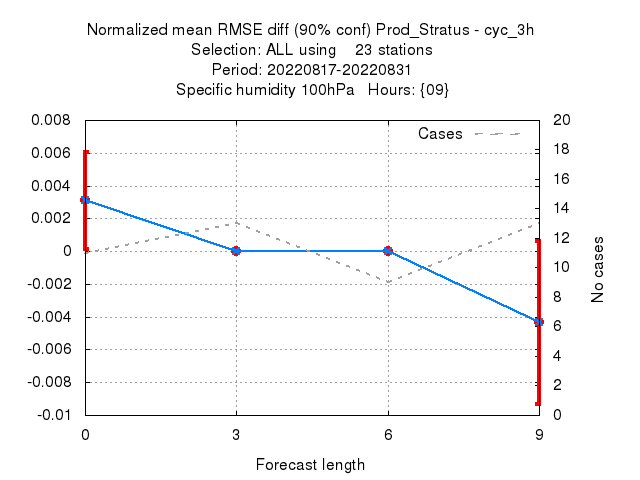 Normalized mean RMSE diff (90% conf) Prod_Stratus - cyc_3h
Selection: ALL using    23 stations
Period: 20220817-20220831
Specific humidity 100hPa   Hours: {09}
Cases
0.008
0.006
0.004
0.002
0
-0.002
-0.004
-0.006
-0.008
-0.01
20
18
16
14
12
10
8
6
4
2
0
No cases
0 3 6 9
Forecast length